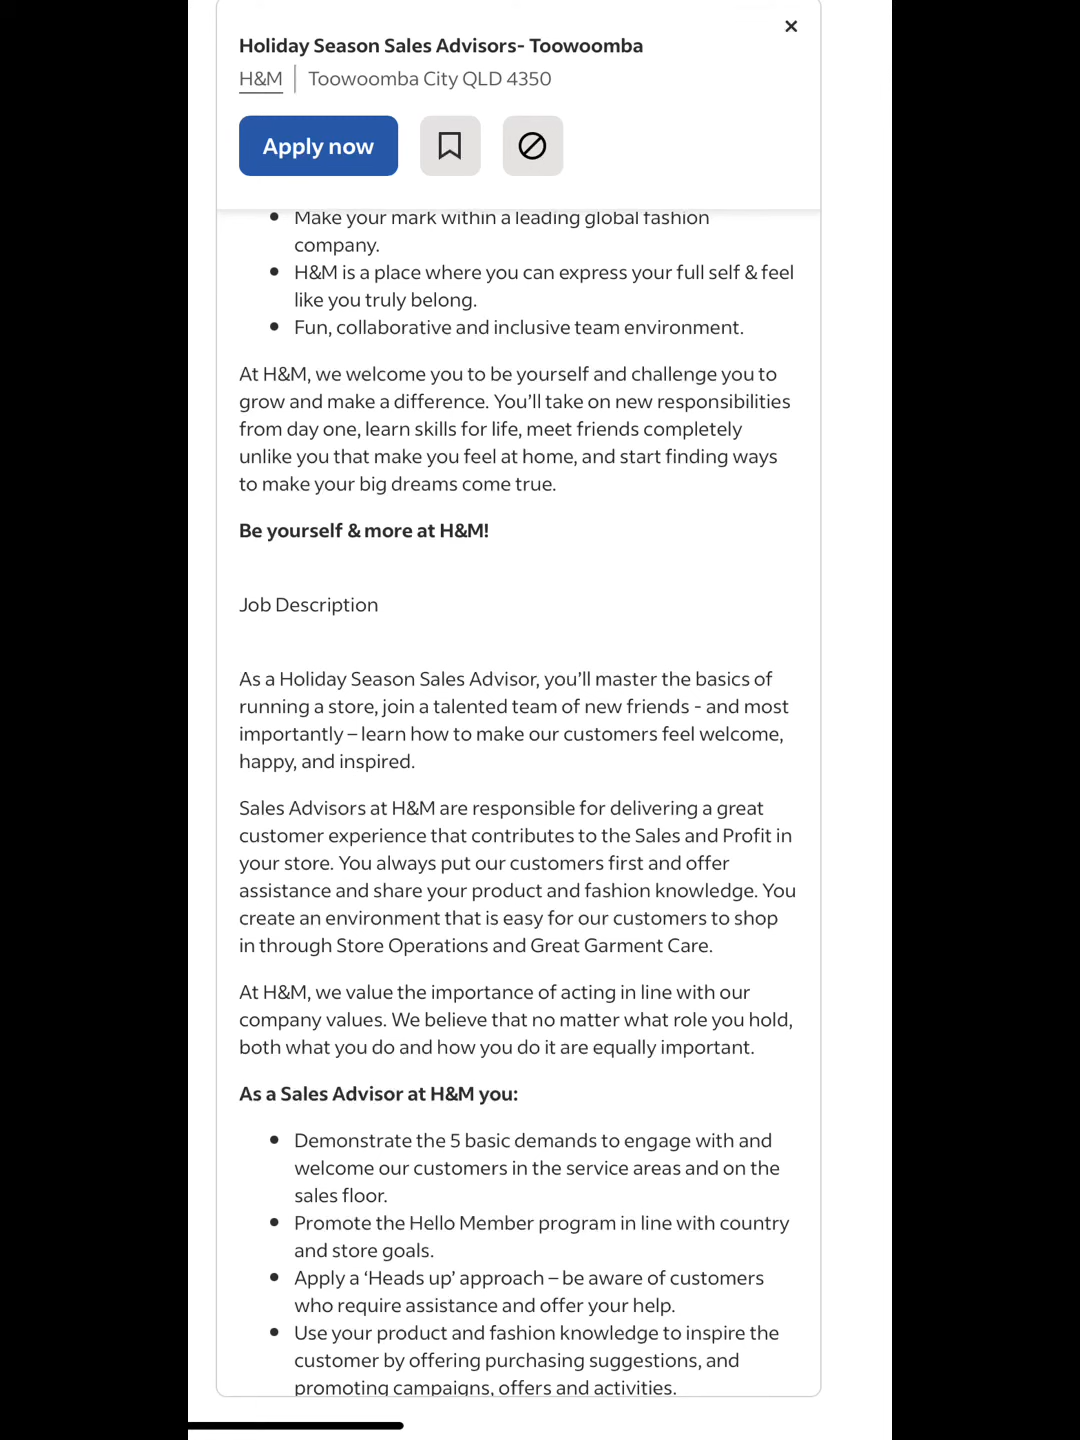 Holiday Season Sales Advisors- Toowoomba
H&M | Toowoomba City QLD 4350
Apply now
• Make your mark within a leading global fashion
company.
• H&M is a place where you can express your full self & feel
like you truly belong.
• Fun, collaborative and inclusive team environment.
At H&M, we welcome you to be yourself and challenge you to
grow and make a difference. You’ll take on new responsibilities
from day one, learn skills for life, meet friends completely
unlike you that make you feel at home, and start finding ways
to make your big dreams come true.
Be yourself & more at H&M!
Job Description
As a Holiday Season Sales Advisor, you’ll master the basics of
running a store, join a talented team of new friends - and most
importantly – learn how to make our customers feel welcome,
happy, and inspired.
Sales Advisors at H&M are responsible for delivering a great
customer experience that contributes to the Sales and Profit in
your store. You always put our customers first and offer
assistance and share your product and fashion knowledge. You
create an environment that is easy for our customers to shop
in through Store Operations and Great Garment Care.
At H&M, we value the importance of acting in line with our
company values. We believe that no matter what role you hold,
both what you do and how you do it are equally important.
As a Sales Advisor at H&M you:
• Demonstrate the 5 basic demands to engage with and
welcome our customers in the service areas and on the
sales floor.
• Promote the Hello Member program in line with country
and store goals.
• Apply a ‘Heads up’ approach – be aware of customers
who require assistance and offer your help.
• Use your product and fashion knowledge to inspire the
customer by offering purchasing suggestions, and
promoting campaigns, offers and activities.